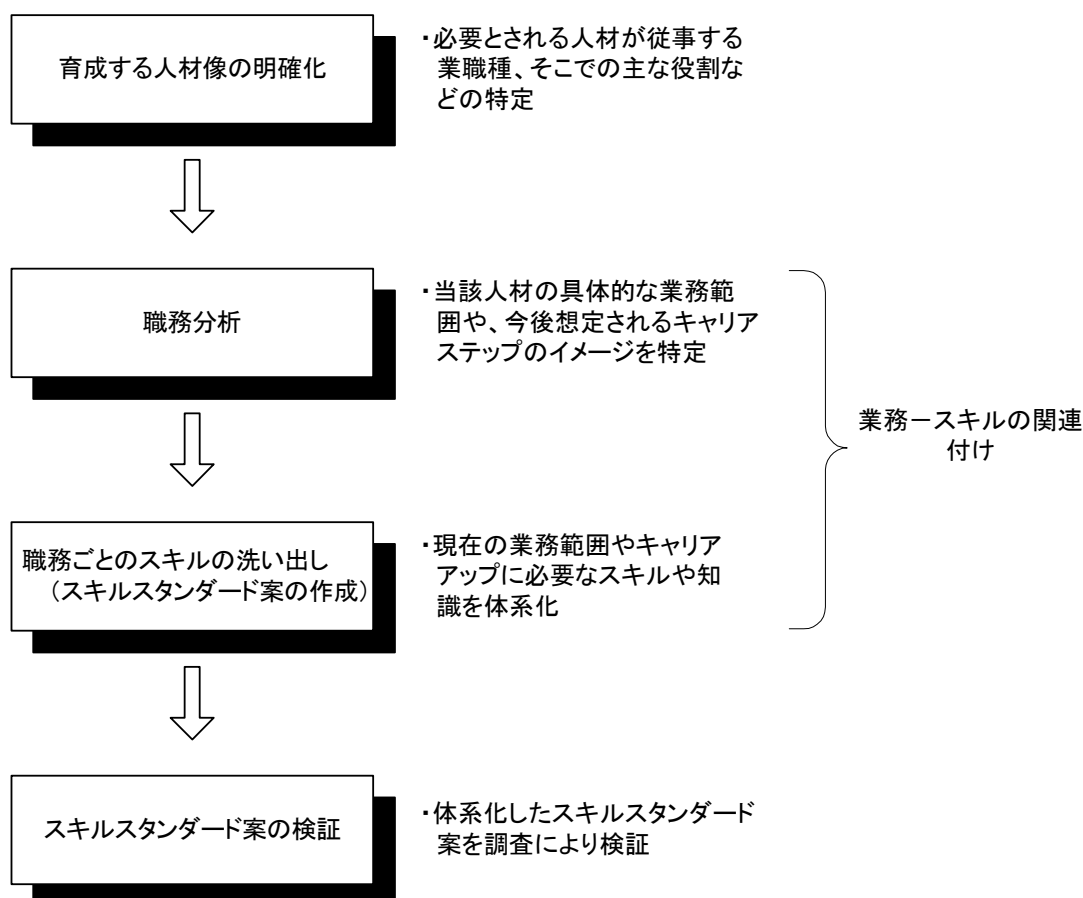 育成する人材像の明確化
・必要とされる人材が従事する
業職種、そこでの主な役割な
どの特定
職務分析
・当該人材の具体的な業務範
囲や、今後想定されるキャリア
ステップのイメージを特定
業務－スキルの関連
付け
職務ごとのスキルの洗い出し
（スキルスタンダード案の作成）
・現在の業務範囲やキャリア
アップに必要なスキルや知
識を体系化
スキルスタンダード案の検証
・体系化したスキルスタンダード
案を調査により検証